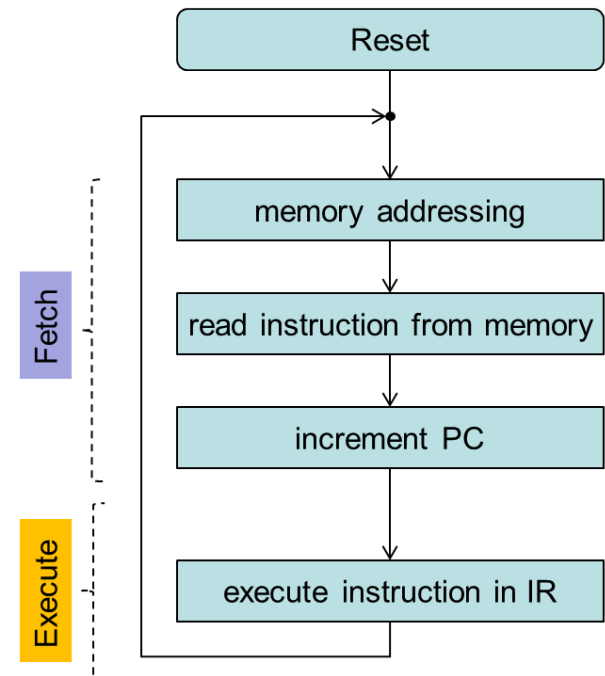 Reset
memory addressing
Fetch
read instruction from memory
increment PC
Execute
execute instruction in IR